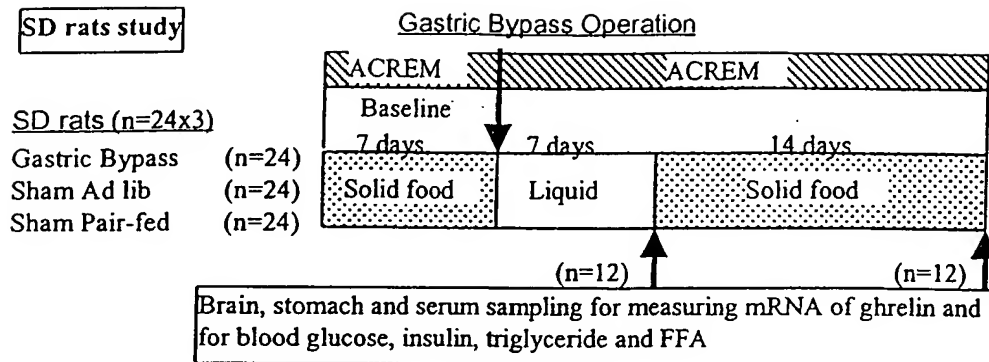 SD rats study
Gastric Bypass Operation
ACREM ACREM
Baseline
SD rats (n=24x3)
7 days 7 days 14 days
Gastric Bypass (n=24)
Sham Ad lib (n=24)
Sham Pair-fed (n=24)
Solid food Liquid Solid food
(n=12) (n=12)
Brain, stomach and serum sampling for measuring mRNA of ghrelin and
for blood glucose, insulin, triglyceride and FFA